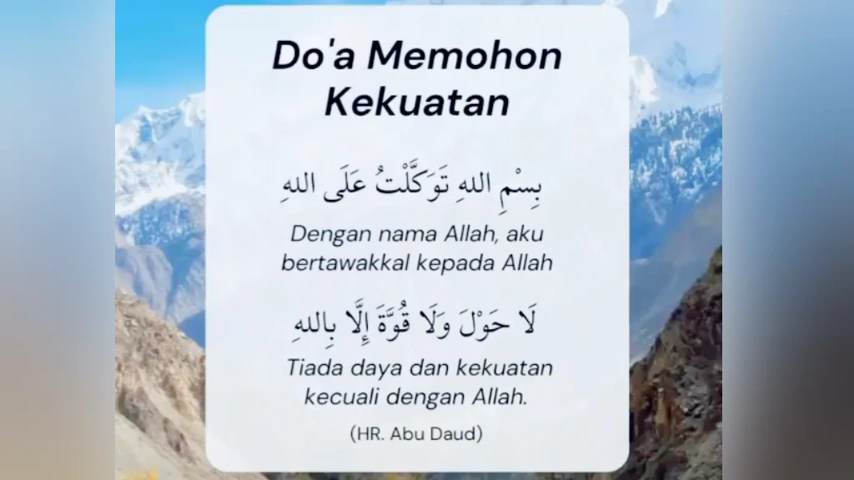 Do'a Memohon
Kekuatan
بِسْمِ اللهِ تَوَكَّلْتُ عَلَى اللهِ
Dengan nama Allah, aku
bertawakkal kepada Allah
لَا حَوْلَ وَلَا قُوَّةَ إِلَّا بِاللهِ
Tiada daya dan kekuatan
kecuali dengan Allah.
(HR. Abu Daud)